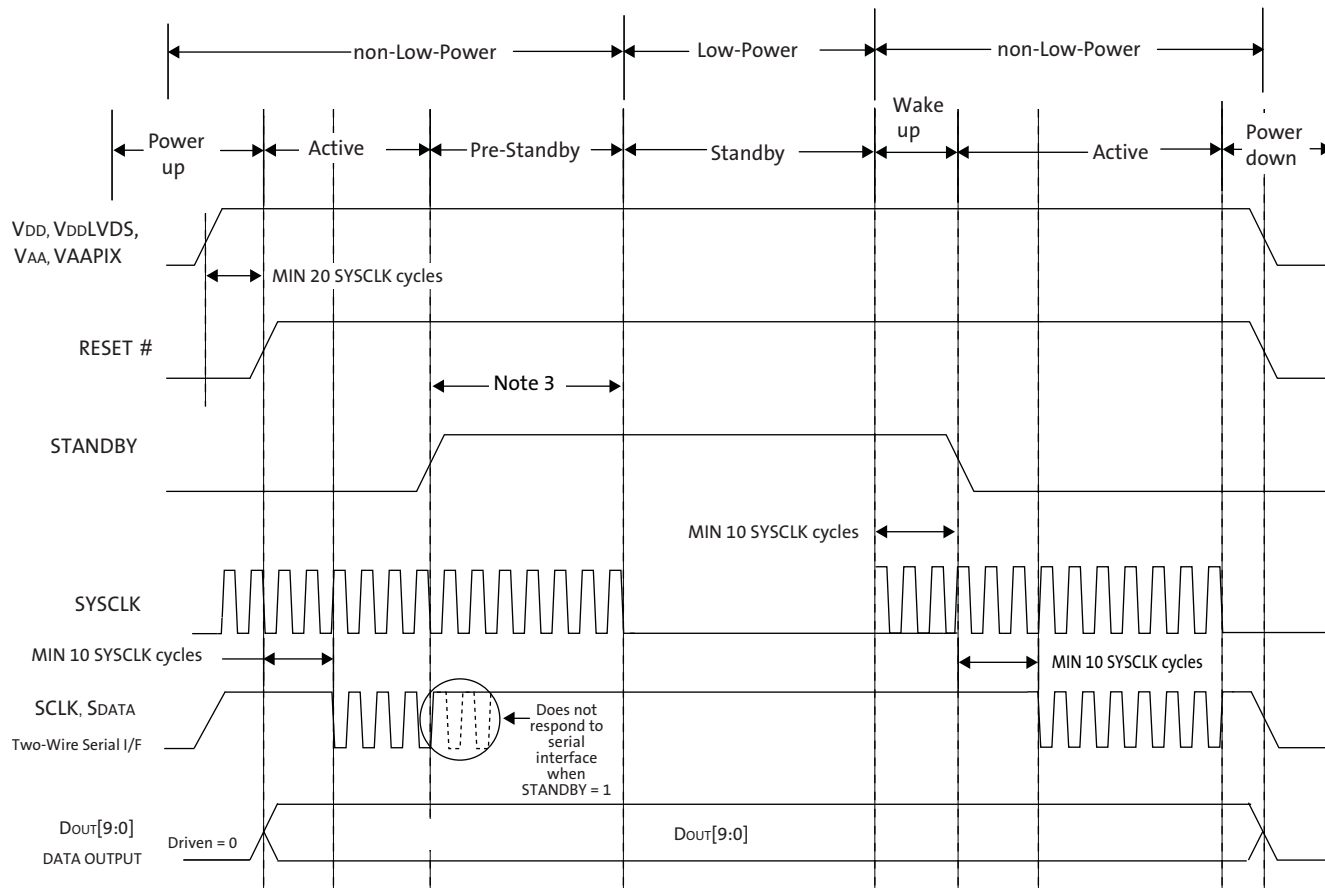 non-Low-Power
Low-Power
non-Low-Power
Power
up
Active
Pre-Standby
Standby
Wake
up
Active
Power
down
VDD, VDDLVDS,
VAA, VAAPIX
MIN 20 SYSCLK cycles
RESET #
Note 3
STANDBY
MIN 10 SYSCLK cycles
SYSCLK
MIN 10 SYSCLK cycles
MIN 10 SYSCLK cycles
SCLK, SDATA
Two-Wire Serial I/F
Does not
respond to
serial
interface
when
STANDBY = 1
DOUT[9:0]
DATA OUTPUT
Driven = 0
DOUT[9:0]